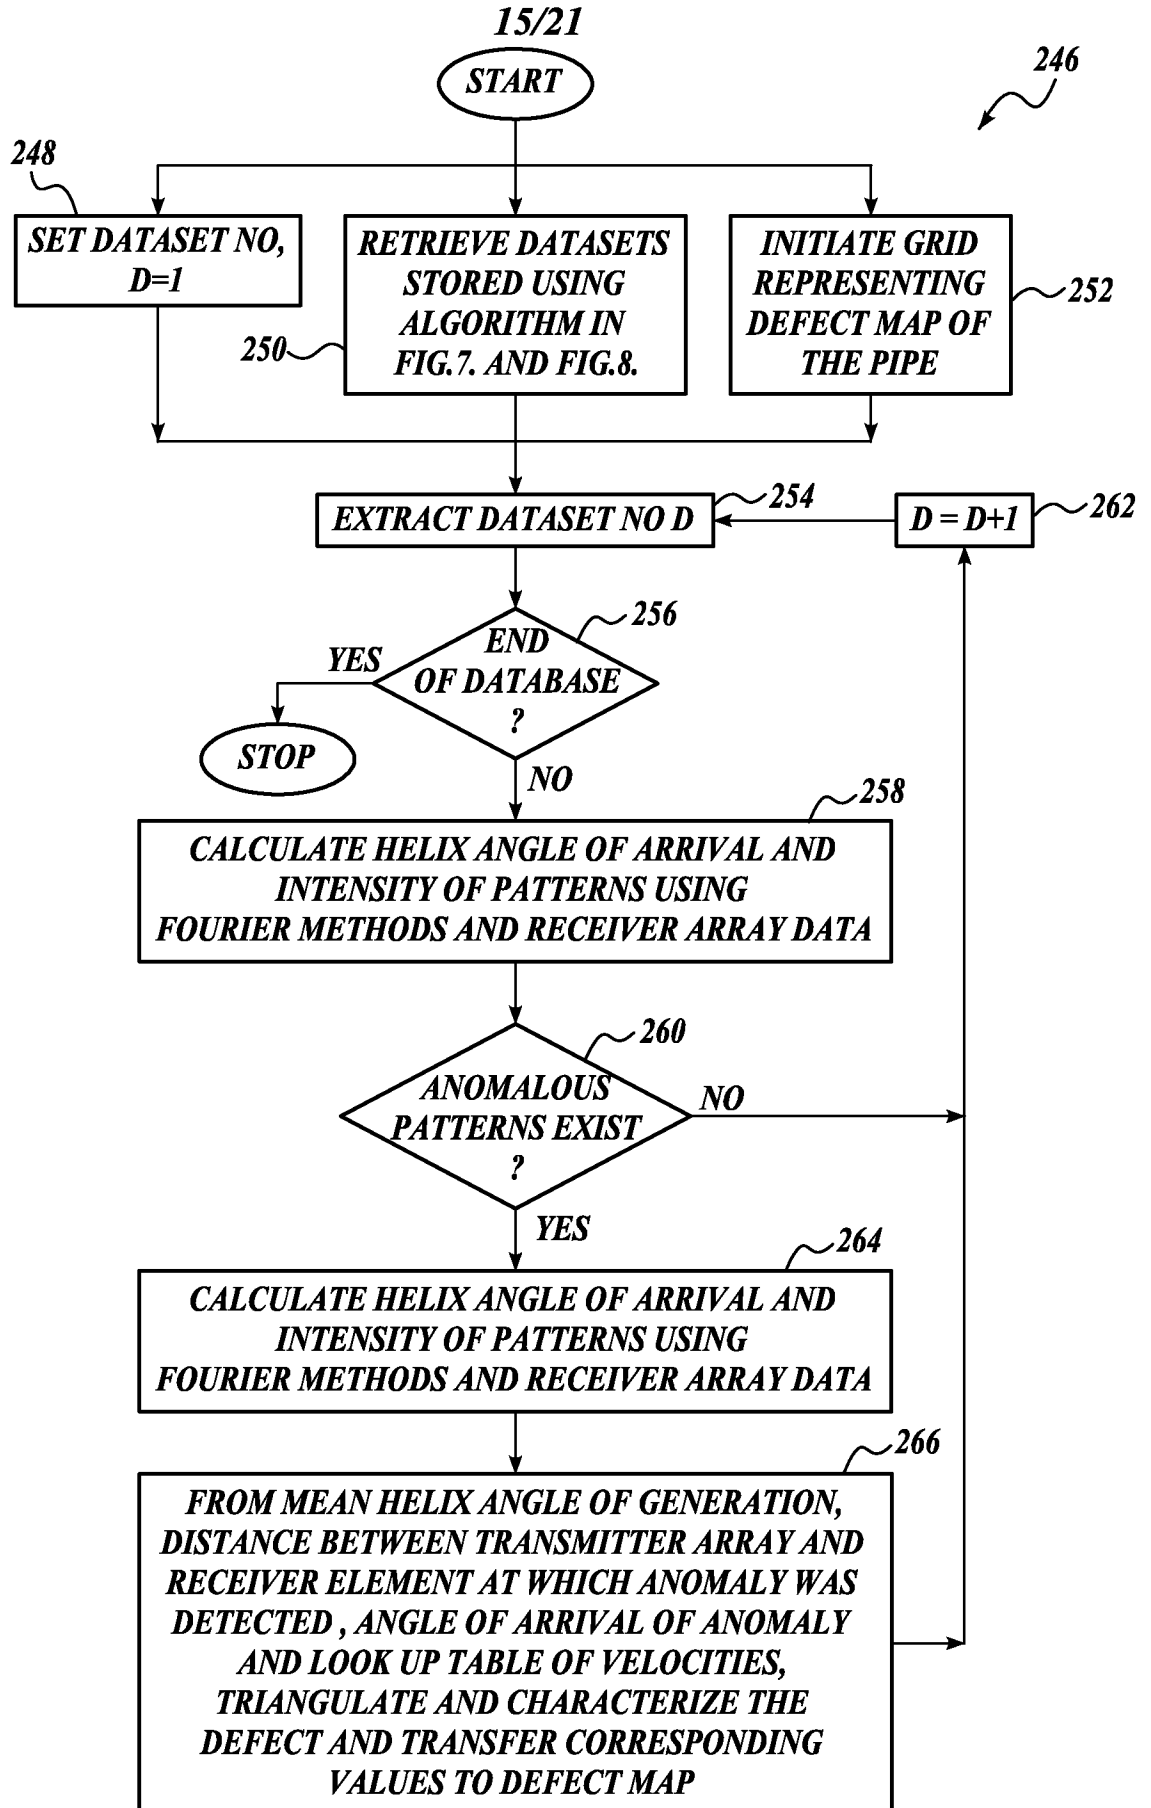 15/21
START
246
248
SET DATASET NO,
D=1
RETRIEVE DATASETS
STORED USING
ALGORITHM IN
FIG.7. AND FIG.8.
250
INITIATE GRID
REPRESENTING
DEFECT MAP OF
THE PIPE
252
EXTRACT DATASET NO D
254
D = D+1
262
END
OF DATABASE
?
256
YES
STOP
NO
258
CALCULATE HELIX ANGLE OF ARRIVAL AND
INTENSITY OF PATTERNS USING
FOURIER METHODS AND RECEIVER ARRAY DATA
260
ANOMALOUS
PATTERNS EXIST
?
NO
YES
264
CALCULATE HELIX ANGLE OF ARRIVAL AND
INTENSITY OF PATTERNS USING
FOURIER METHODS AND RECEIVER ARRAY DATA
266
FROM MEAN HELIX ANGLE OF GENERATION,
DISTANCE BETWEEN TRANSMITTER ARRAY AND
RECEIVER ELEMENT AT WHICH ANOMALY WAS
DETECTED , ANGLE OF ARRIVAL OF ANOMALY
AND LOOK UP TABLE OF VELOCITIES,
TRIANGULATE AND CHARACTERIZE THE
DEFECT AND TRANSFER CORRESPONDING
VALUES TO DEFECT MAP